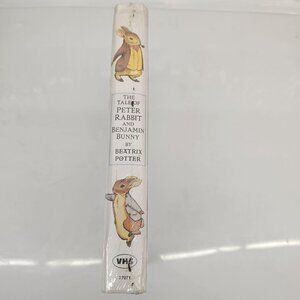 THE
TALE OF
PETER
RABBIT
AND
BENJAMIN
BUNNY
BY
BEATRIX
POTTER
VHS